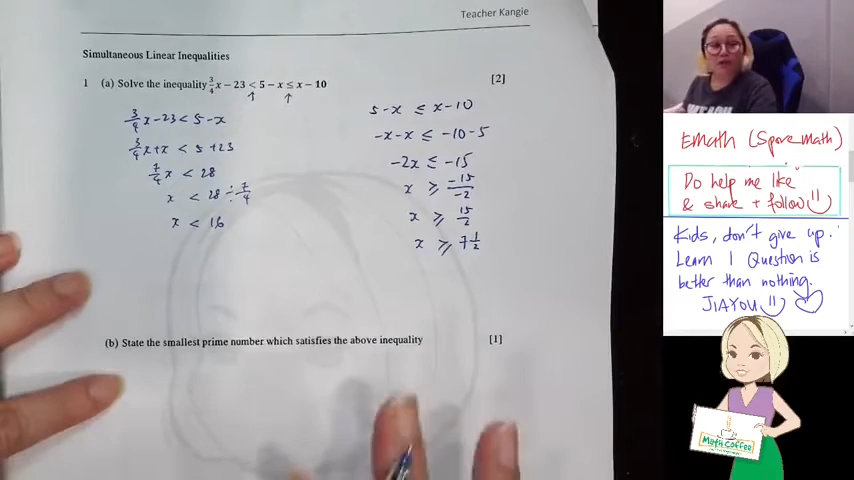 Teacher Kangie
Simultaneous Linear Inequalities
1 (a) Solve the inequality 3/4 x − 23 < 5 − x ≤ x − 10 [2]
3/4 x − 23 < 5 − x
3/4 x + x < 5 + 23
7/4 x < 28
x < 28 ÷ 7/4
x < 16
5 − x ≤ x − 10
−x − x ≤ −10 − 5
−2x ≤ −15
x ⩾ −15/−2
x ⩾ 15/2
x ⩾ 7 1/2
(b) State the smallest prime number which satisfies the above inequality [1]
EMath (Spore math)
Do help me like
& share + follow
Kids, don't give up.
Learn 1 Question is
better than nothing.
JIAYOU
Math Coffee